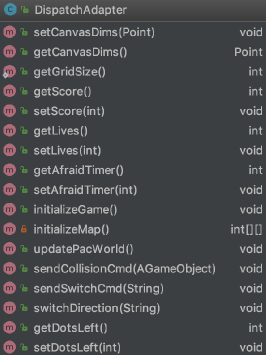 DispatchAdapter
setCanvasDims(Point) void
getCanvasDims() Point
getGridSize() int
getScore() int
setScore(int) void
getLives() int
setLives(int) void
getAfraidTimer() int
setAfraidTimer(int) void
initializeGame() void
initializeMap() int[][]
updatePacWorld() void
sendCollisionCmd(AGameObject) void
sendSwitchCmd(String) void
switchDirection(String) void
getDotsLeft() int
setDotsLeft(int) void